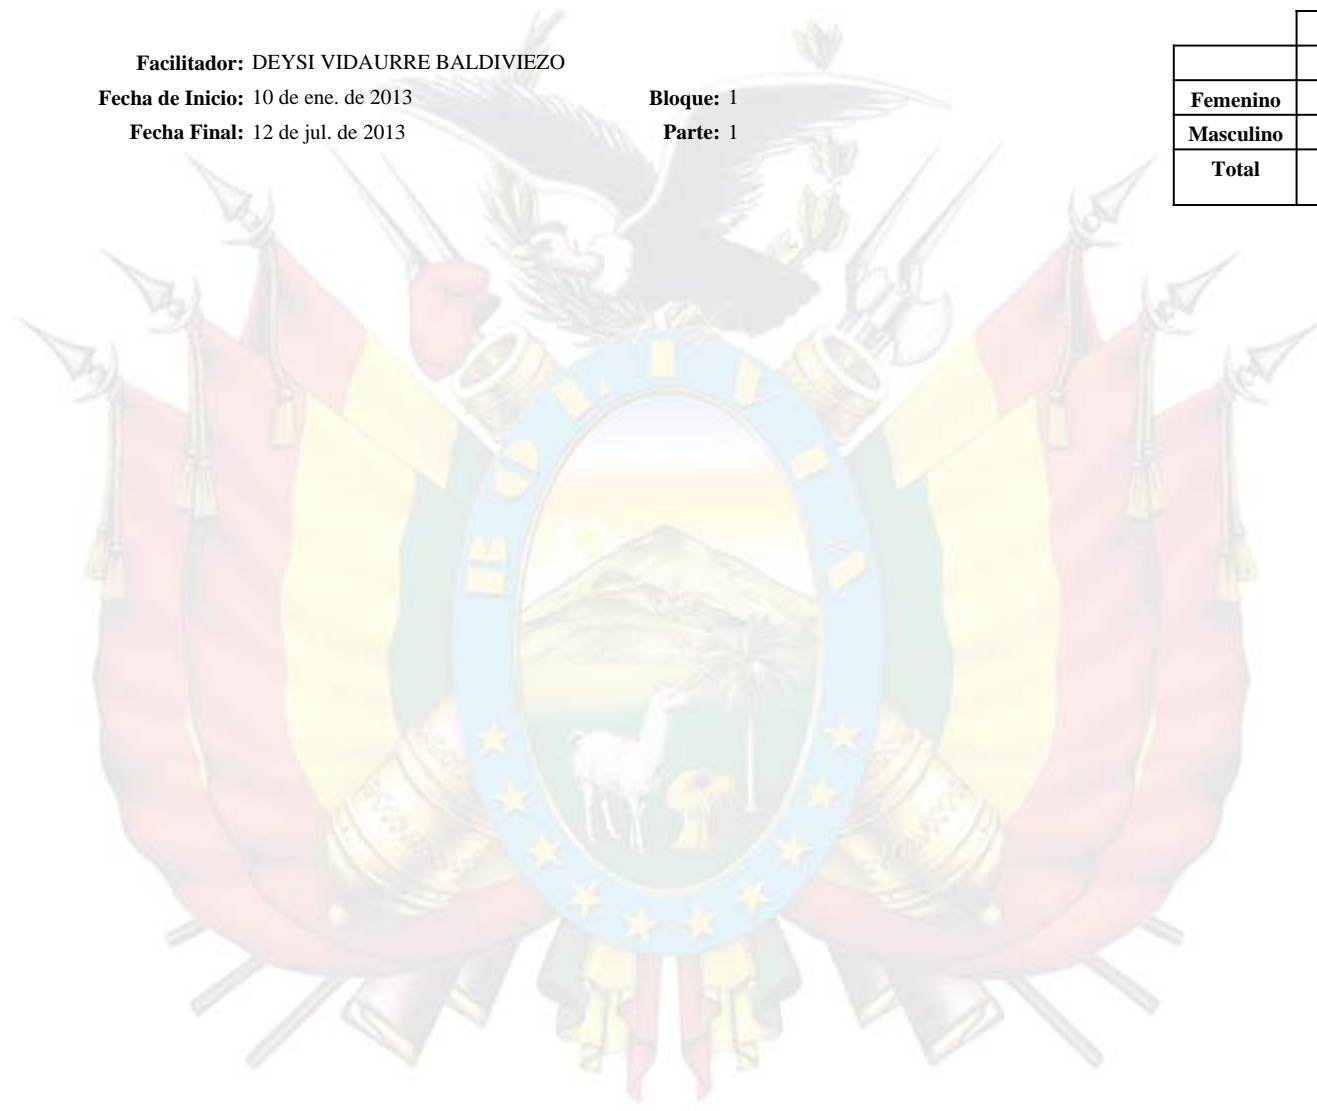 Facilitador: DEYSI VIDAURRE BALDIVIEZO
Fecha de Inicio: 10 de ene. de 2013 Bloque: 1
Fecha Final: 12 de jul. de 2013 Parte: 1
Femenino
Masculino
Total
BOLIVIA